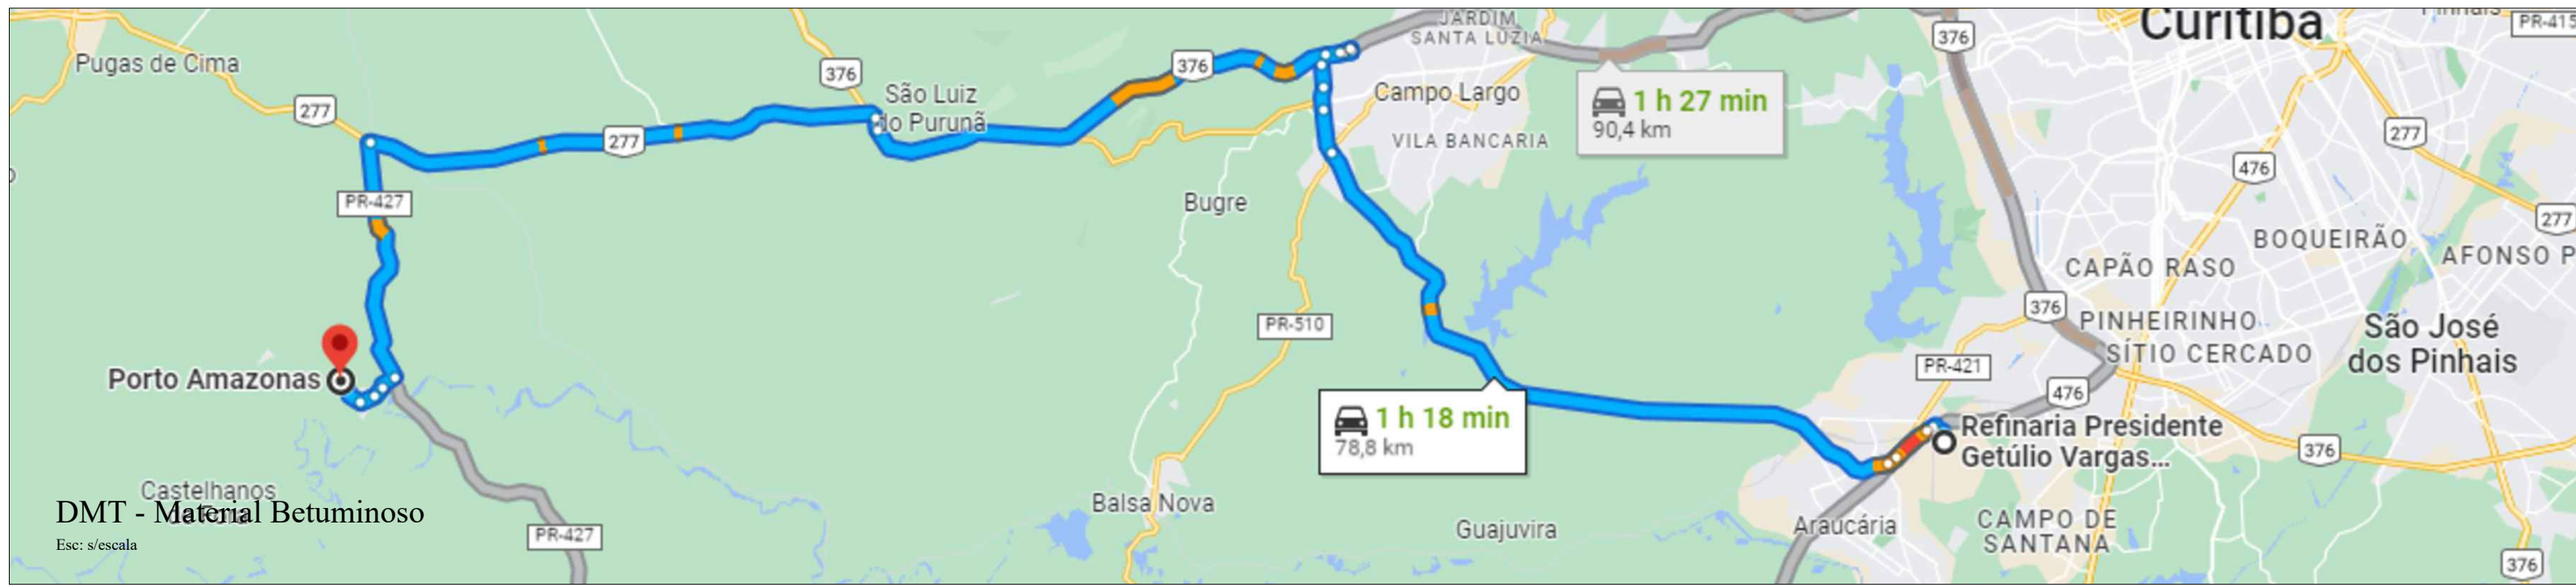 JARDIM
SANTA LUZIA
376
Curitiba
PR-415
Pugas de Cima
376
376
São Luiz
do Purunã
Campo Largo
1 h 27 min
90,4 km
277
277
277
VILA BANCARIA
476
PR-427
Bugre
277
BOQUEIRÃO
AFONSO P
CAPÃO RASO
376
PR-510
PINHEIRINHO
São José
dos Pinhais
SÍTIO CERCADO
PR-421
Porto Amazonas
476
1 h 18 min
78,8 km
Refinaria Presidente
Getúlio Vargas...
376
Castelhanos
DMT - Material Betuminoso
Esc: s/escala
Balsa Nova
PR-427
Guajuvira
Araucária
CAMPO DE
SANTANA
376